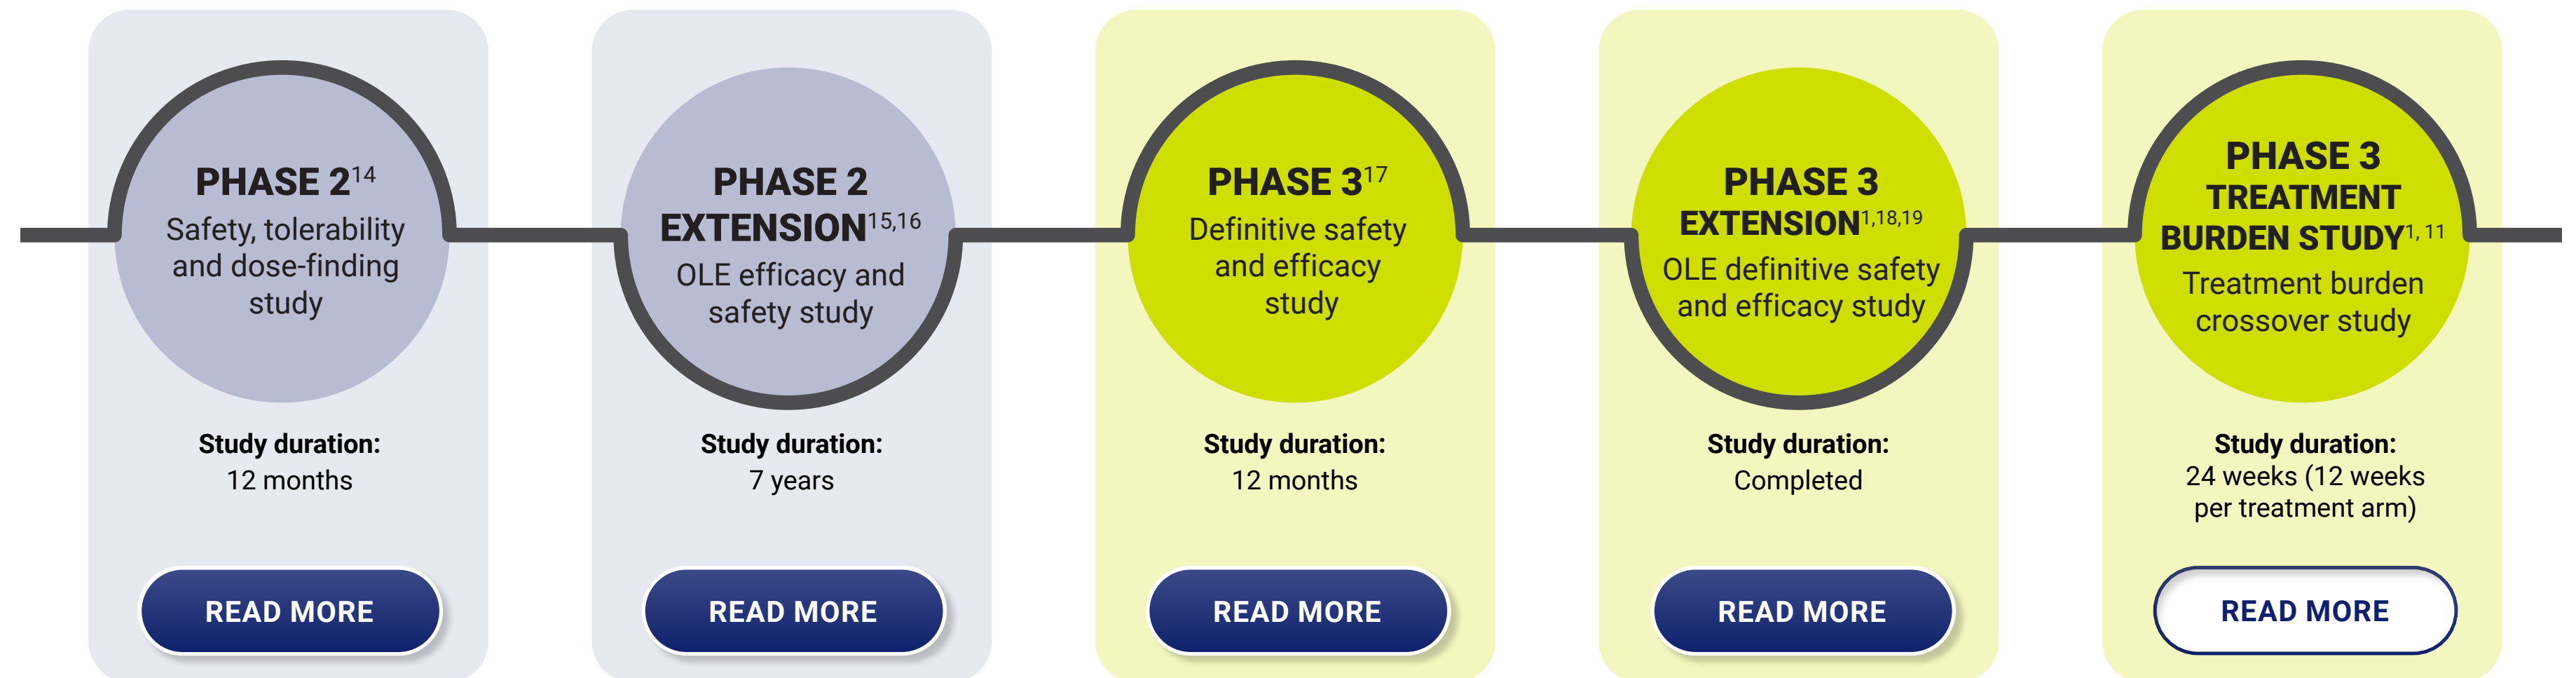 PHASE 2¹⁴
Safety, tolerability
and dose-finding
study
Study duration:
12 months
READ MORE
PHASE 2
EXTENSION¹⁵,¹⁶
OLE efficacy and
safety study
Study duration:
7 years
READ MORE
PHASE 3¹⁷
Definitive safety
and efficacy
study
Study duration:
12 months
READ MORE
PHASE 3
EXTENSION¹,¹⁸,¹⁹
OLE definitive safety
and efficacy study
Study duration:
Completed
READ MORE
PHASE 3
TREATMENT
BURDEN STUDY¹, ¹¹
Treatment burden
crossover study
Study duration:
24 weeks (12 weeks
per treatment arm)
READ MORE